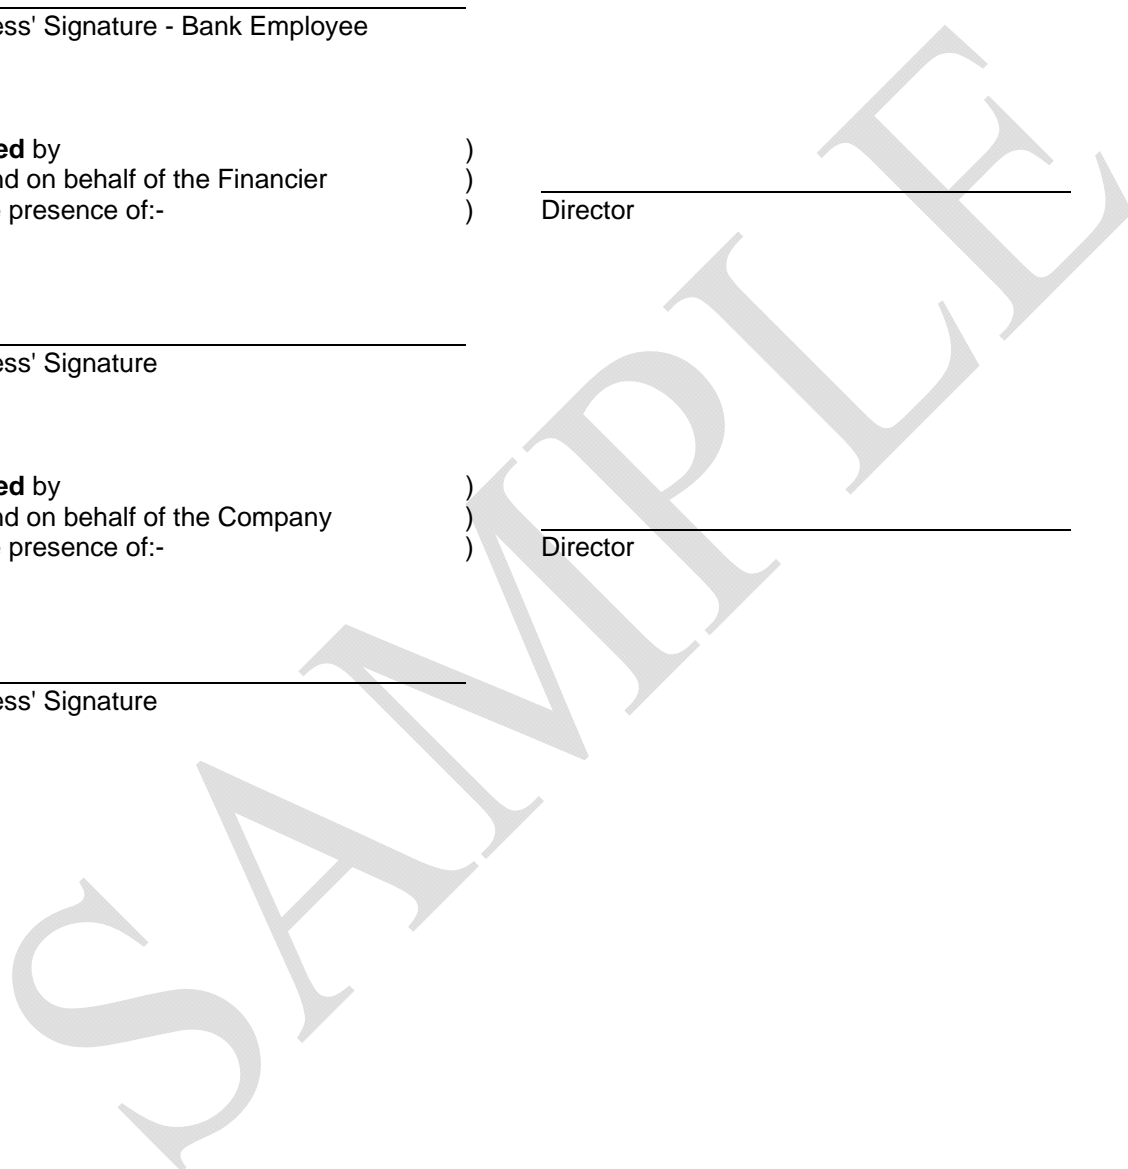 ess' Signature - Bank Employee
ed by )
nd on behalf of the Financier )
presence of:- ) Director
ess' Signature
ed by )
nd on behalf of the Company )
presence of:- ) Director
ess' Signature
SAMPLE